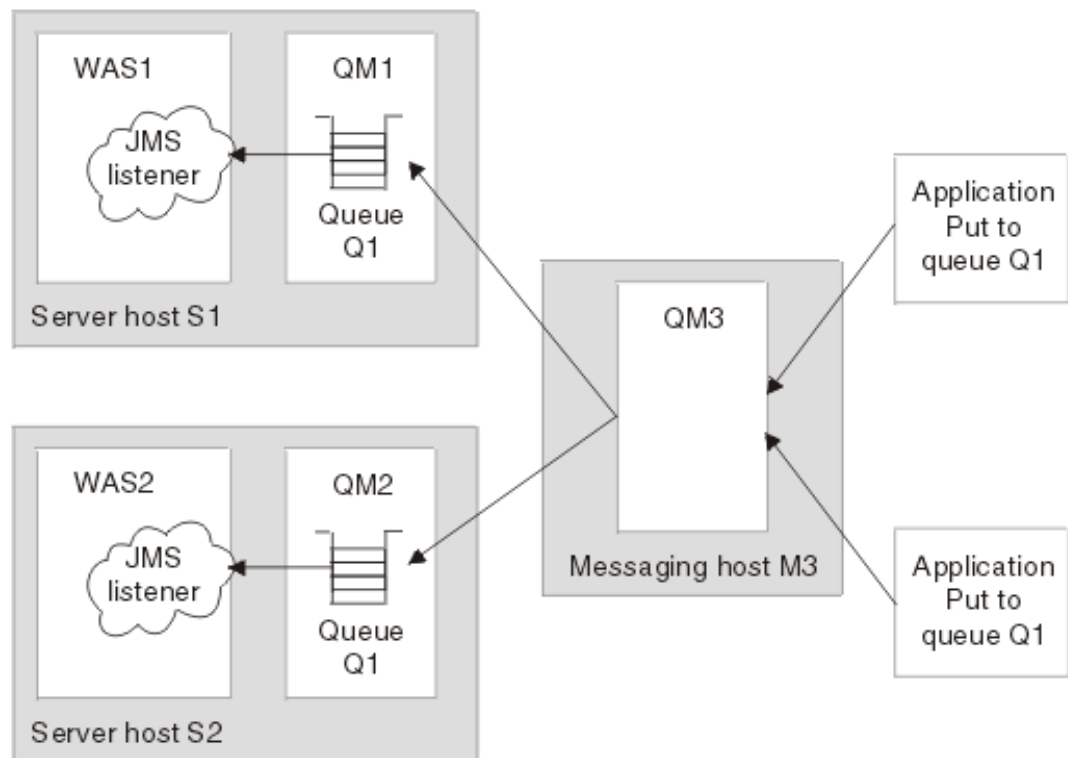 WAS1
JMS
listener
QM1
Queue
Q1
Server host S1
WAS2
JMS
listener
QM2
Queue
Q1
Server host S2
QM3
Messaging host M3
Application
Put to
queue Q1
Application
Put to
queue Q1